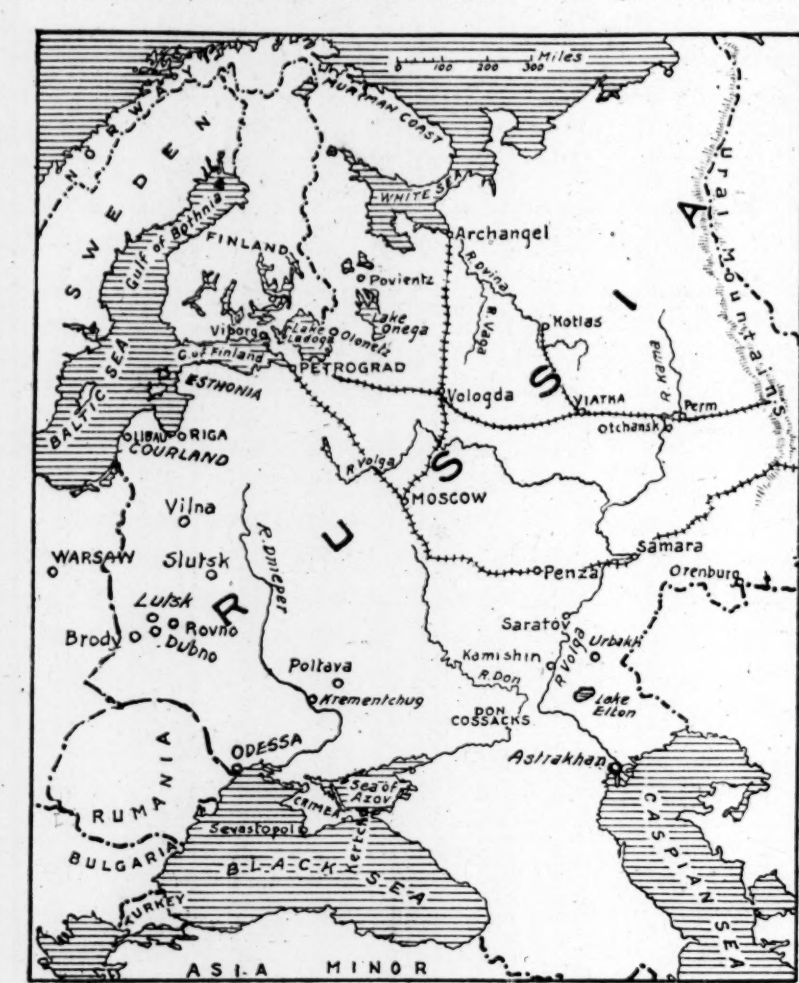 Miles
0 100 200 300
NORWAY
MURTMAN COAST
SWEDEN
WHITE SEA
Ural Mountains
Gulf of Bothnia
FINLAND
Archangel
R. Dvina
R. Vaga
Povientz
Lake Onega
Kotlas
Viborg
Lake Ladoga
Olonetz
R Kama
G. of Finland
PETROGRAD
ESTHONIA
BALTIC SEA
Vologda
VIATKA
Perm
Otchansk
LIBAU
RIGA
COURLAND
R Volga
MOSCOW
RUSSIA
Vilna
WARSAW
Slutsk
R. Dnieper
Samara
Penza
Orenburg
Lutsk
Rovno
Brody
Dubno
Saratov
Urbakh
Kamishin
R Volga
Poltava
R. Don
Krementchug
DON
COSSACKS
Lake
Elton
ODESSA
Astrakhan
RUMANIA
Sea of
Azov
CRIMEA
Sevastopol
Kertch
BULGARIA
BLACK SEA
CASPIAN SEA
TURKEY
ASIA MINOR